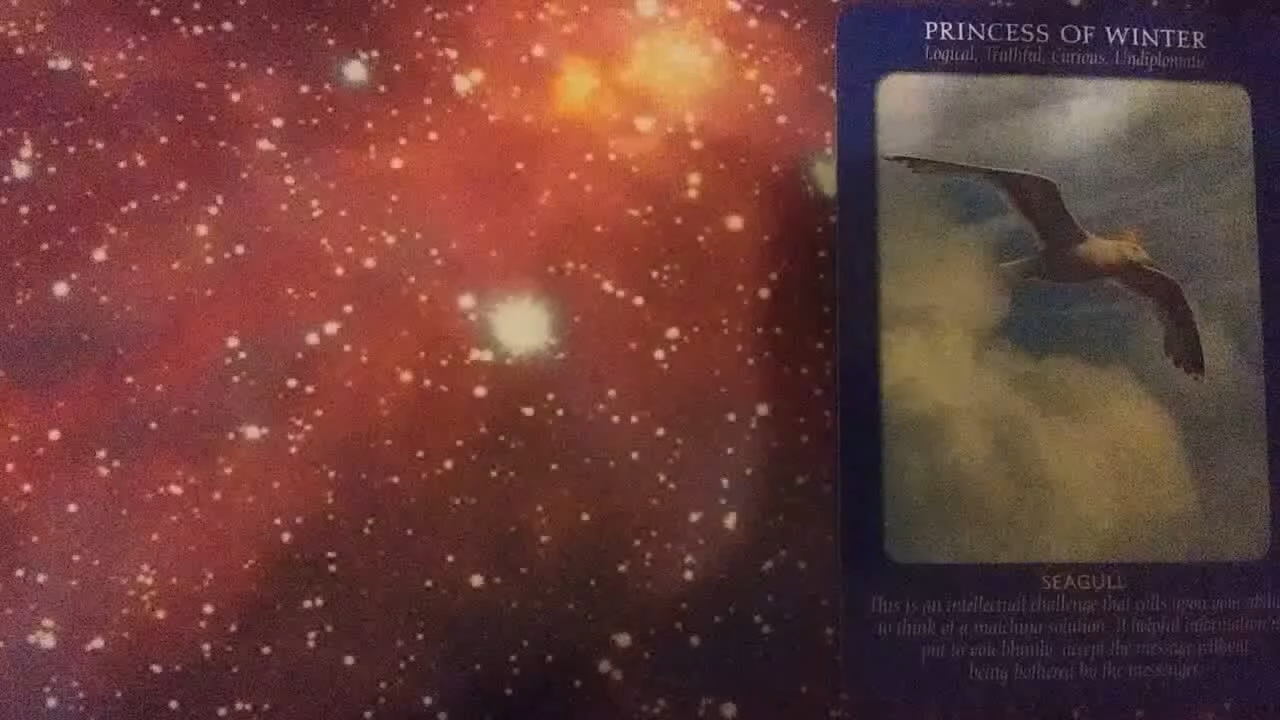 PRINCESS OF WINTER
Logical, Truthful, Curious, Undiplomatic
SEAGULL
This is an intellectual challenge that calls upon your
to think of a matching solution. If helpful information
put to you bluntly, accept the message without
being bothered by the messenger.